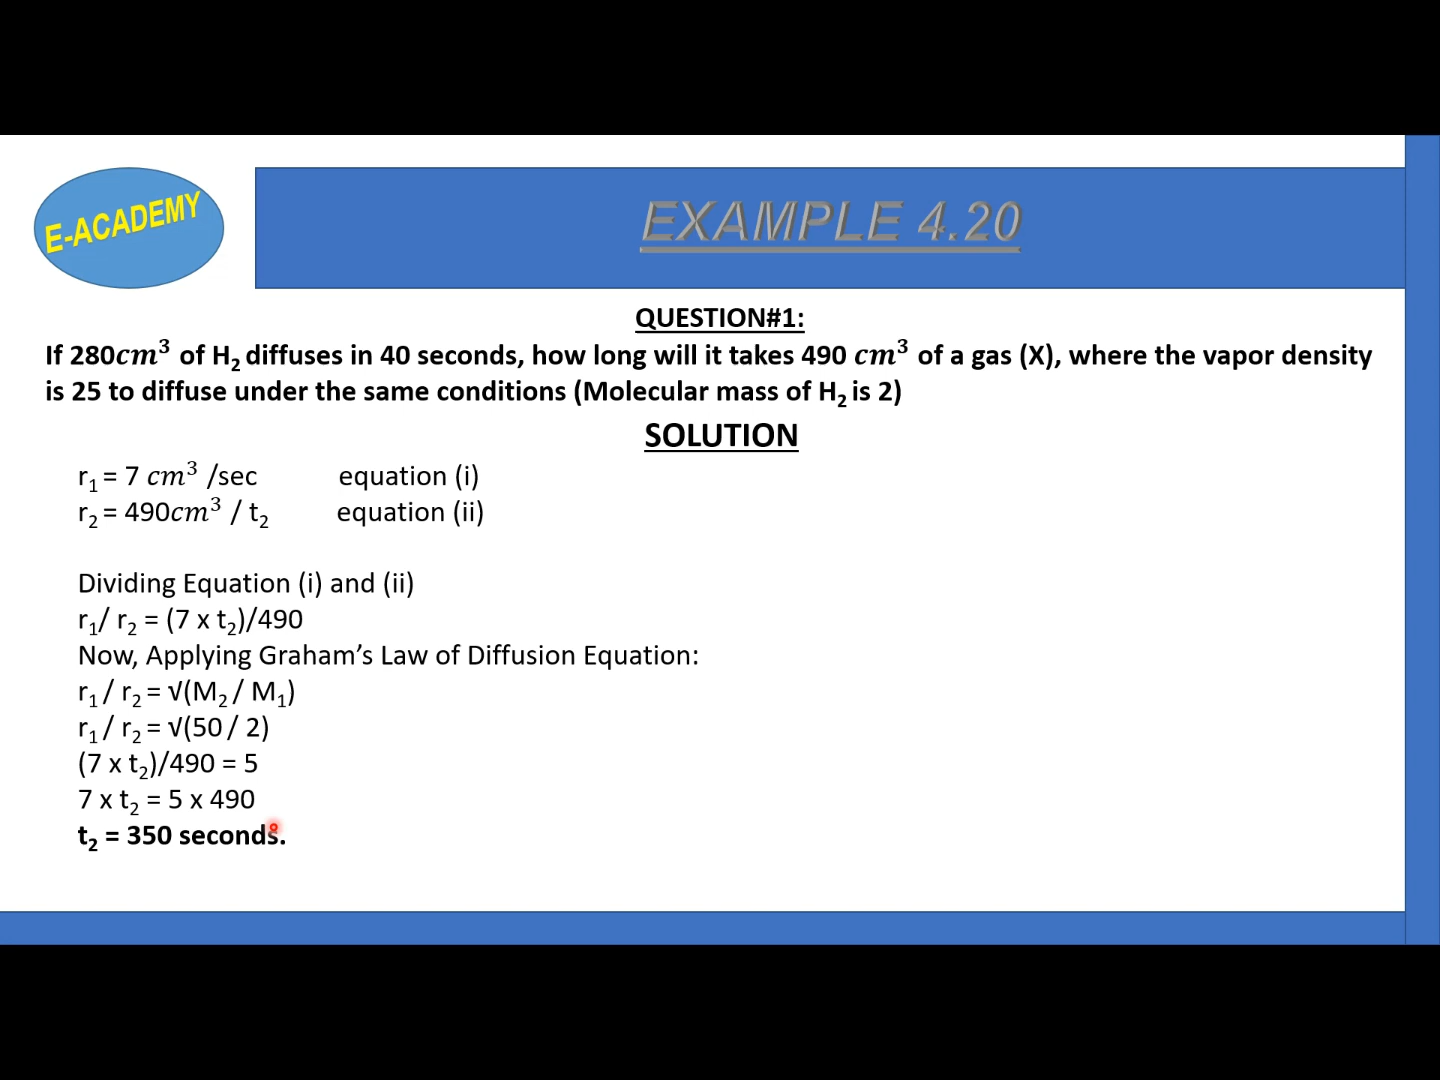 E-ACADEMY
EXAMPLE 4.20
QUESTION#1:
If 280cm³ of H₂ diffuses in 40 seconds, how long will it takes 490 cm³ of a gas (X), where the vapor density
is 25 to diffuse under the same conditions (Molecular mass of H₂ is 2)
SOLUTION
r₁ = 7 cm³ /sec equation (i)
r₂ = 490cm³ / t₂ equation (ii)
Dividing Equation (i) and (ii)
r₁/ r₂ = (7 x t₂)/490
Now, Applying Graham’s Law of Diffusion Equation:
r₁ / r₂ = √(M₂ / M₁)
r₁ / r₂ = √(50 / 2)
(7 x t₂)/490 = 5
7 x t₂ = 5 x 490
t₂ = 350 seconds.